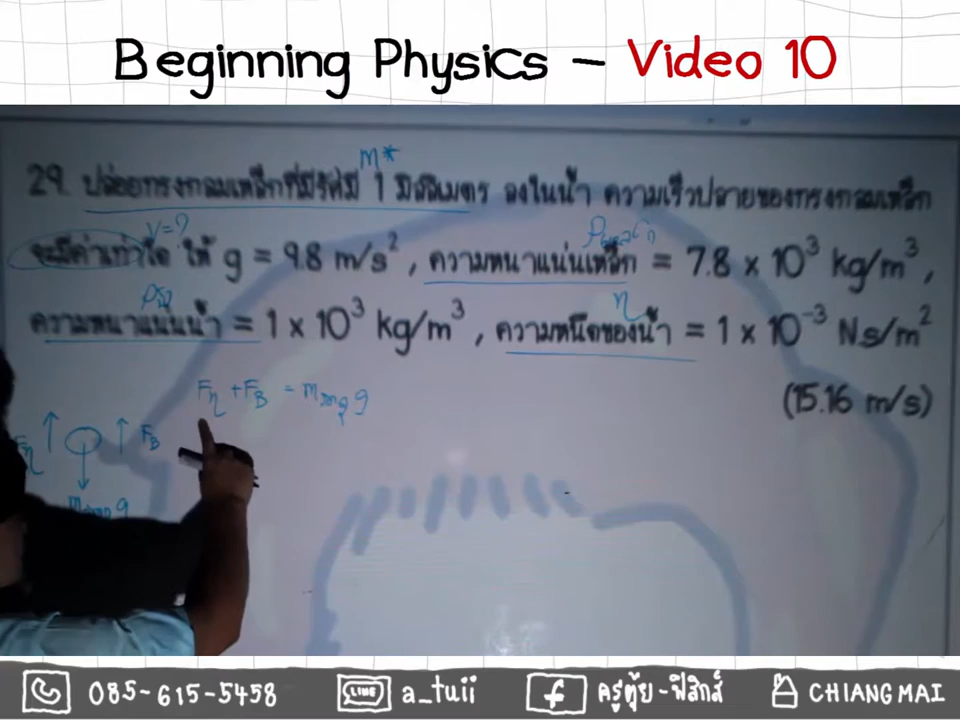 Beginning Physics – Video 10
m*
29. ปล่อยทรงกลมเหล็กที่มีรัศมี 1 มิลลิเมตร ลงในน้ำ ความเร็วปลายของทรงกลมเหล็ก
v=?
จะมีค่าเท่าใด ให้ g = 9.8 m/s², ความหนาแน่นเหล็ก = 7.8 x 10³ kg/m³,
η
ความหนาแน่นน้ำ = 1 x 10³ kg/m³, ความหนืดของน้ำ = 1 x 10⁻³ N.s/m²
(15.16 m/s)
Fη + FB = m g
Fη FB
g
085-615-5458
LINE a_tuii
f ครูตุ้ย-ฟิสิกส์
CHIANG MAI